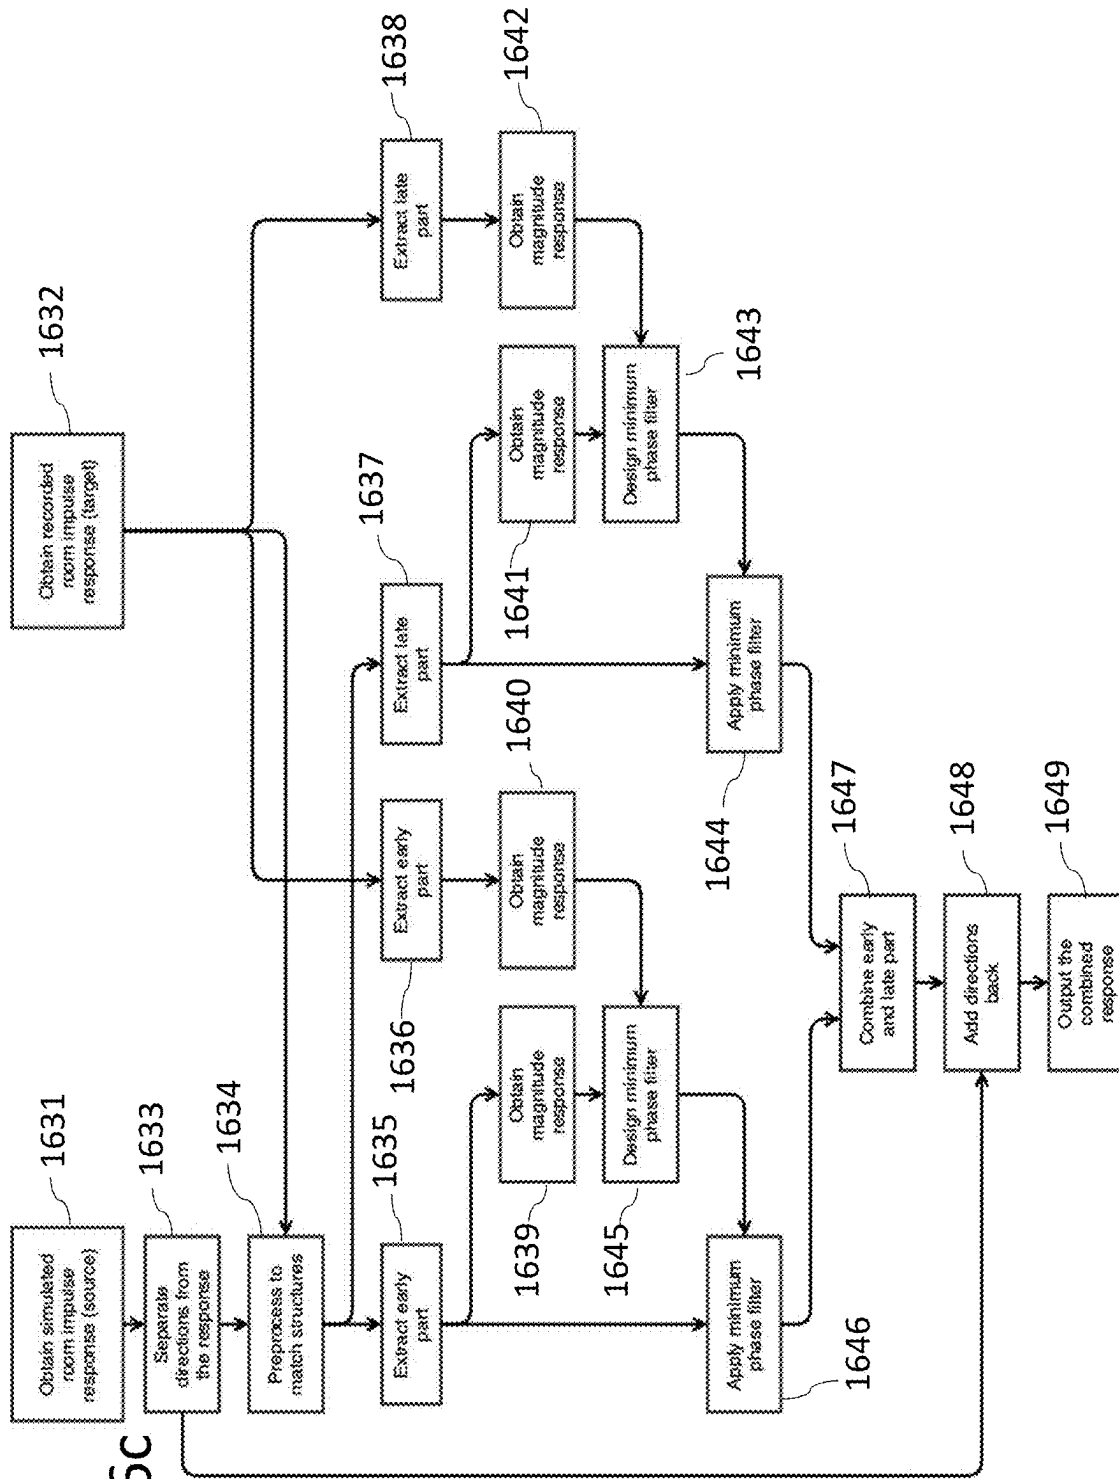 6c
Obtain simulated
room impulse
response (source)
1631
Obtain recorded
room impulse
response (target)
1632
Separate
directions from
the response
1633
Preprocess to
match structures
1634
Extract early
part
1635
Extract early
part
1636
Extract late
part
1637
Extract late
part
1638
Obtain
magnitude
response
1639
Obtain
magnitude
response
1640
Obtain
magnitude
response
1641
Obtain
magnitude
response
1642
Design minimum
phase filter
1645
Design minimum
phase filter
1643
Apply minimum
phase filter
1646
Apply minimum
phase filter
1644
Combine early
and late part
1647
Add directions
back
1648
Output the
combined
response
1649